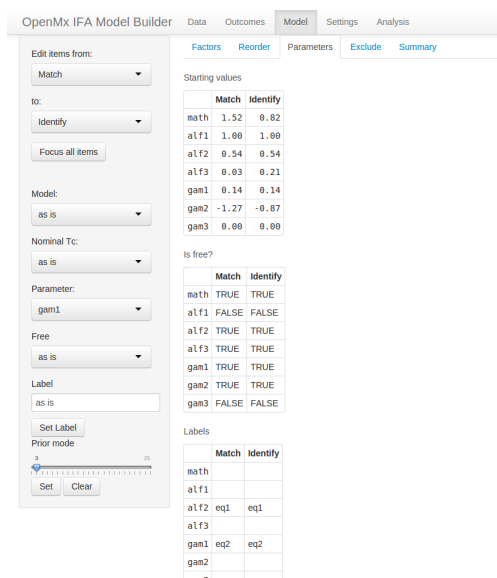 OpenMx IFA Model Builder Data Outcomes Model Settings Analysis
Edit items from:
Match
to:
Identify
Focus all items
Model:
as is
Nominal Tc:
as is
Parameter:
gam1
Free
as is
Label
as is
Set Label
Prior mode
3 20
Set Clear
Factors Reorder Parameters Exclude Summary
Starting values
Match Identify
math 1.52 0.82
alf1 1.00 1.00
alf2 0.54 0.54
alf3 0.03 0.21
gam1 0.14 0.14
gam2 -1.27 -0.87
gam3 0.00 0.00
Is free?
Match Identify
math TRUE TRUE
alf1 FALSE FALSE
alf2 TRUE TRUE
alf3 TRUE TRUE
gam1 TRUE TRUE
gam2 TRUE TRUE
gam3 FALSE FALSE
Labels
Match Identify
math
alf1
alf2 eq1 eq1
alf3
gam1 eq2 eq2
gam2